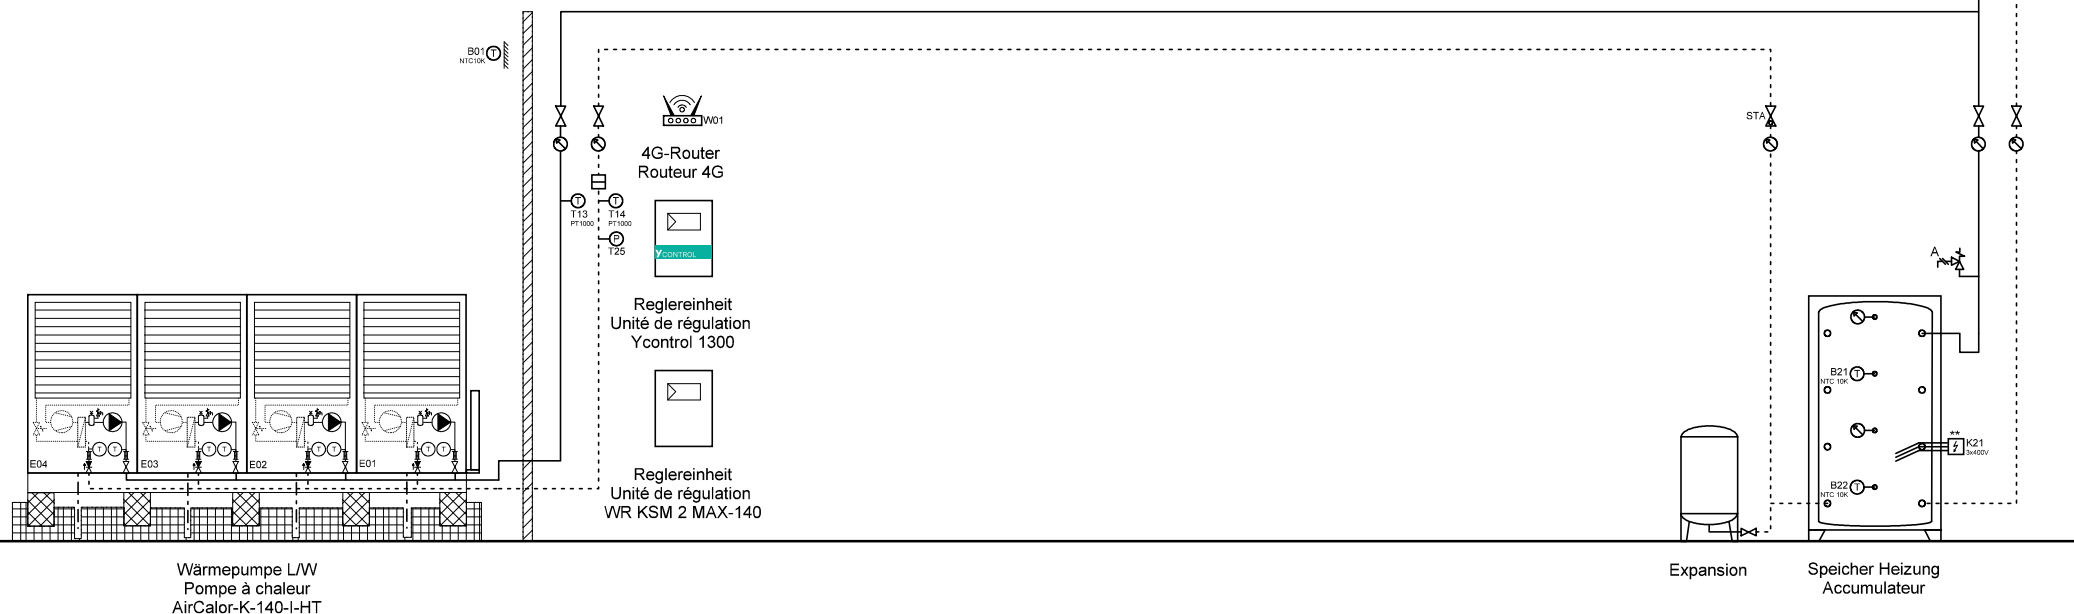 B01
NTC10K
T
W01
4G-Router
Routeur 4G
STA
T
T13
PT1000
T
T14
PT1000
P
T25
YCONTROL
A
Reglereinheit
Unité de régulation
Ycontrol 1300
B21
NTC 10K
T
E04
T T
E03
T T
E02
T T
E01
T T
**
K21
3x400V
Reglereinheit
Unité de régulation
WR KSM 2 MAX-140
B22
NTC 10K
T
Wärmepumpe L/W
Pompe à chaleur
AirCalor-K-140-I-HT
Expansion
Speicher Heizung
Accumulateur